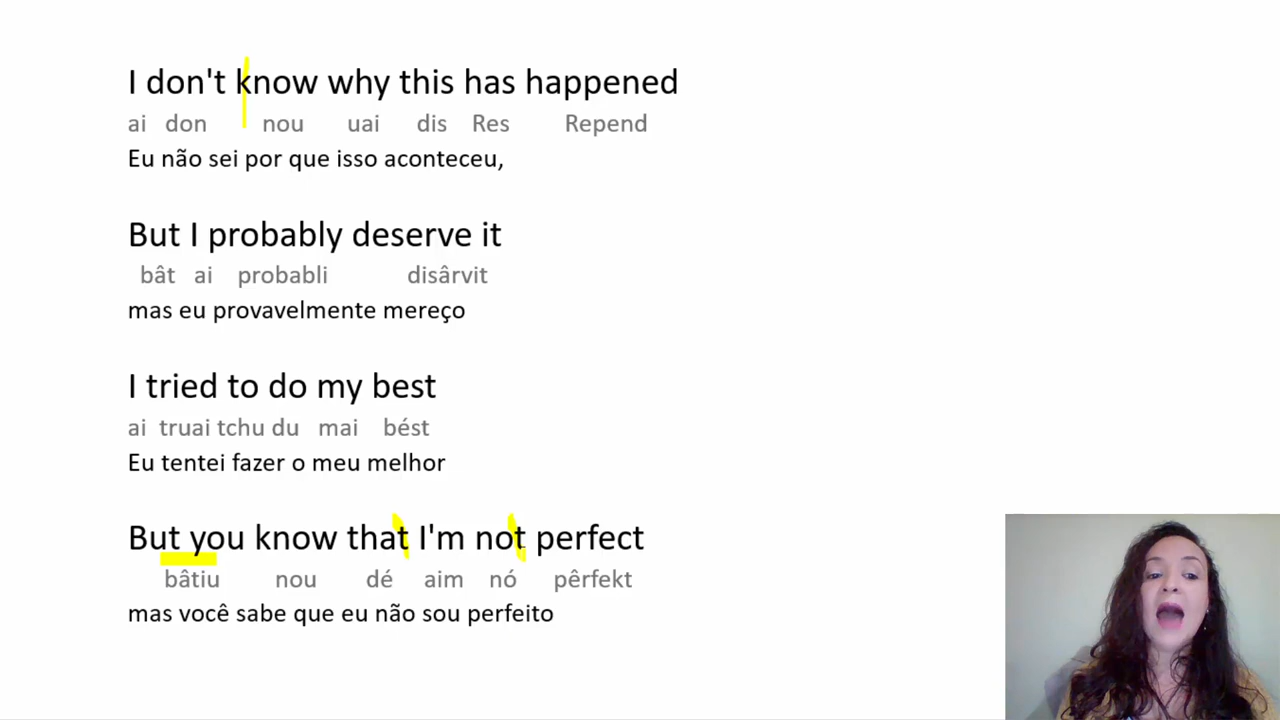 I don't know why this has happened
ai don nou uai dis Res Repend
Eu não sei por que isso aconteceu,
But I probably deserve it
bât ai probabli disârvit
mas eu provavelmente mereço
I tried to do my best
ai truai tchu du mai bést
Eu tentei fazer o meu melhor
But you know that I'm not perfect
bâtiu nou dé aim nó pêrfekt
mas você sabe que eu não sou perfeito